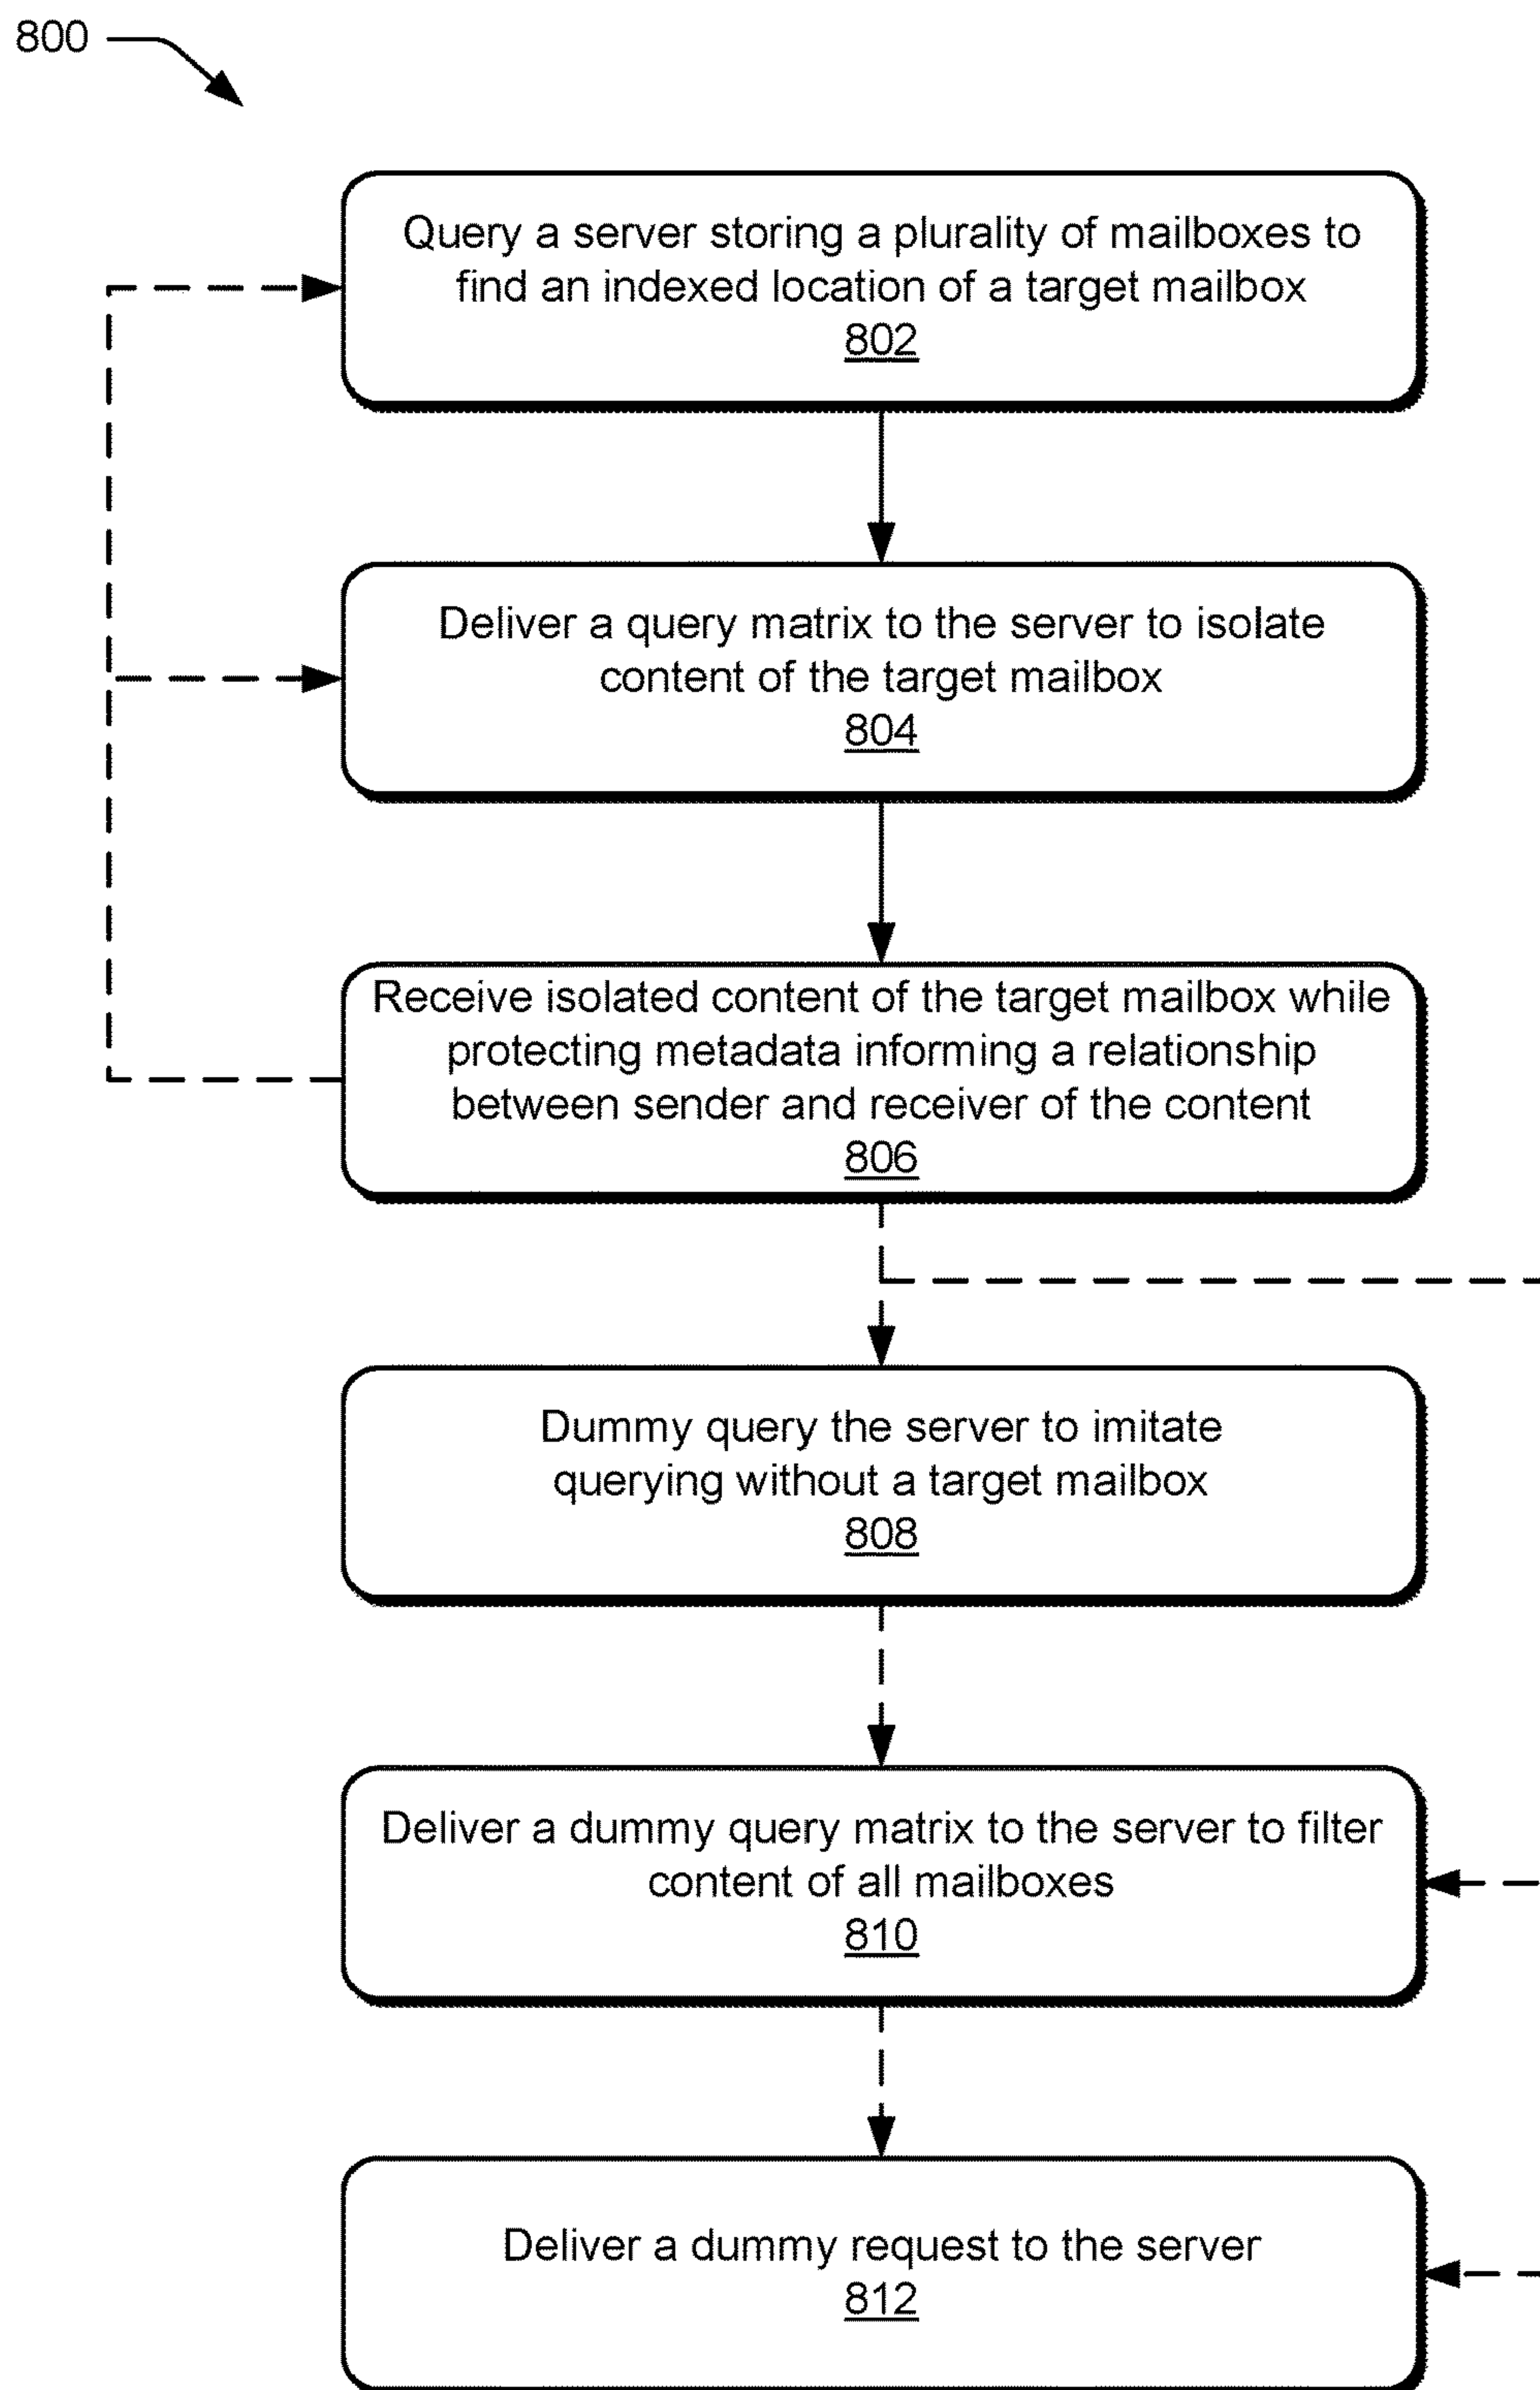 800
Query a server storing a plurality of mailboxes to
find an indexed location of a target mailbox
802
Deliver a query matrix to the server to isolate
content of the target mailbox
804
Receive isolated content of the target mailbox while
protecting metadata informing a relationship
between sender and receiver of the content
806
Dummy query the server to imitate
querying without a target mailbox
808
Deliver a dummy query matrix to the server to filter
content of all mailboxes
810
Deliver a dummy request to the server
812